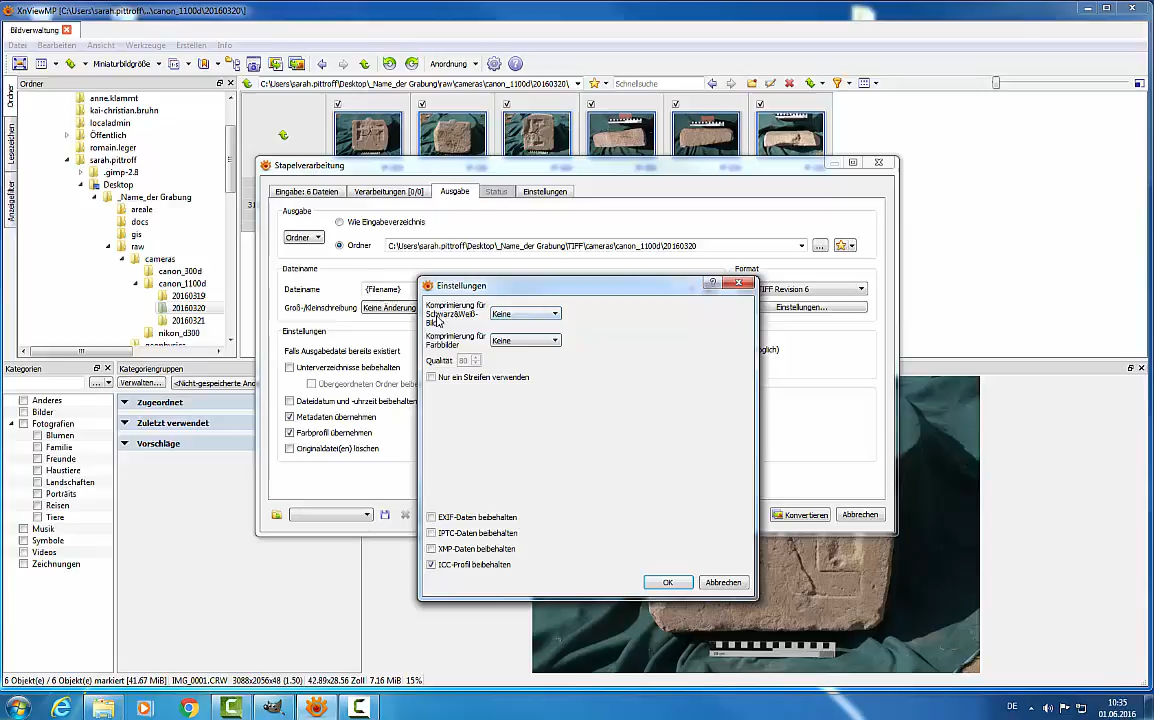 XnViewMP [C:\Users\sarah.pittroff\...\canon_1100d\20160320\]
Bildverwaltung
Datei Bearbeiten Ansicht Werkzeuge Erstellen Info
Miniaturbildgröße Anordnung
Ordner
C:\Users\sarah.pittroff\Desktop\_Name_der Grabung\raw\cameras\canon_1100d\20160320\ Schnellsuche
Ordner
Lesezeichen
Anzeigefilter
anne.klammt
kai-christian.bruhn
localadmin
Öffentlich
romain.leger
sarah.pittroff
.gimp-2.8
Desktop
_Name_der Grabung
areale
docs
gis
raw
cameras
canon_300d
canon_1100d
20160319
20160320
20160321
nikon_d300
Stapelverarbeitung
Eingabe: 6 Dateien Verarbeitungen [0/0] Ausgabe Status Einstellungen
Ausgabe
Wie Eingabeverzeichnis
Ordner Ordner C:\Users\sarah.pittroff\Desktop\_Name_der Grabung\TIFF\cameras\canon_1100d\20160320 ...
Dateiname Format
Dateiname {Filename} TIFF Revision 6
Groß-/Kleinschreibung Keine Änderung Einstellungen...
Einstellungen
Falls Ausgabedatei bereits existiert
Unterverzeichnisse beibehalten
Übergeordneten Ordner beibe
Dateidatum und -uhrzeit beibehalten
Metadaten übernehmen
Farbprofil übernehmen
Originaldatei(en) löschen
Konvertieren Abbrechen
Einstellungen
Komprimierung für
Schwarz&Weiß-
Bilder
Keine
Komprimierung für
Farbbilder
Keine
Qualität 80
Nur ein Streifen verwenden
EXIF-Daten beibehalten
IPTC-Daten beibehalten
XMP-Daten beibehalten
ICC-Profil beibehalten
OK Abbrechen
Kategorien
Kategoriengruppen
... Verwalten... <Nicht-gespeicherte An
Anderes
Bilder
Fotografien
Blumen
Familie
Freunde
Haustiere
Landschaften
Porträts
Reisen
Tiere
Musik
Symbole
Videos
Zeichnungen
Zugeordnet
Zuletzt verwendet
Vorschläge
6 Objekt(e) / 6 Objekt(e) markiert [41.67 MiB] IMG_0001.CRW 3088x2056x48 (1.50) 42.89x28.56 Zoll 7.16 MiB 15%
DE
10:35
01.06.2016